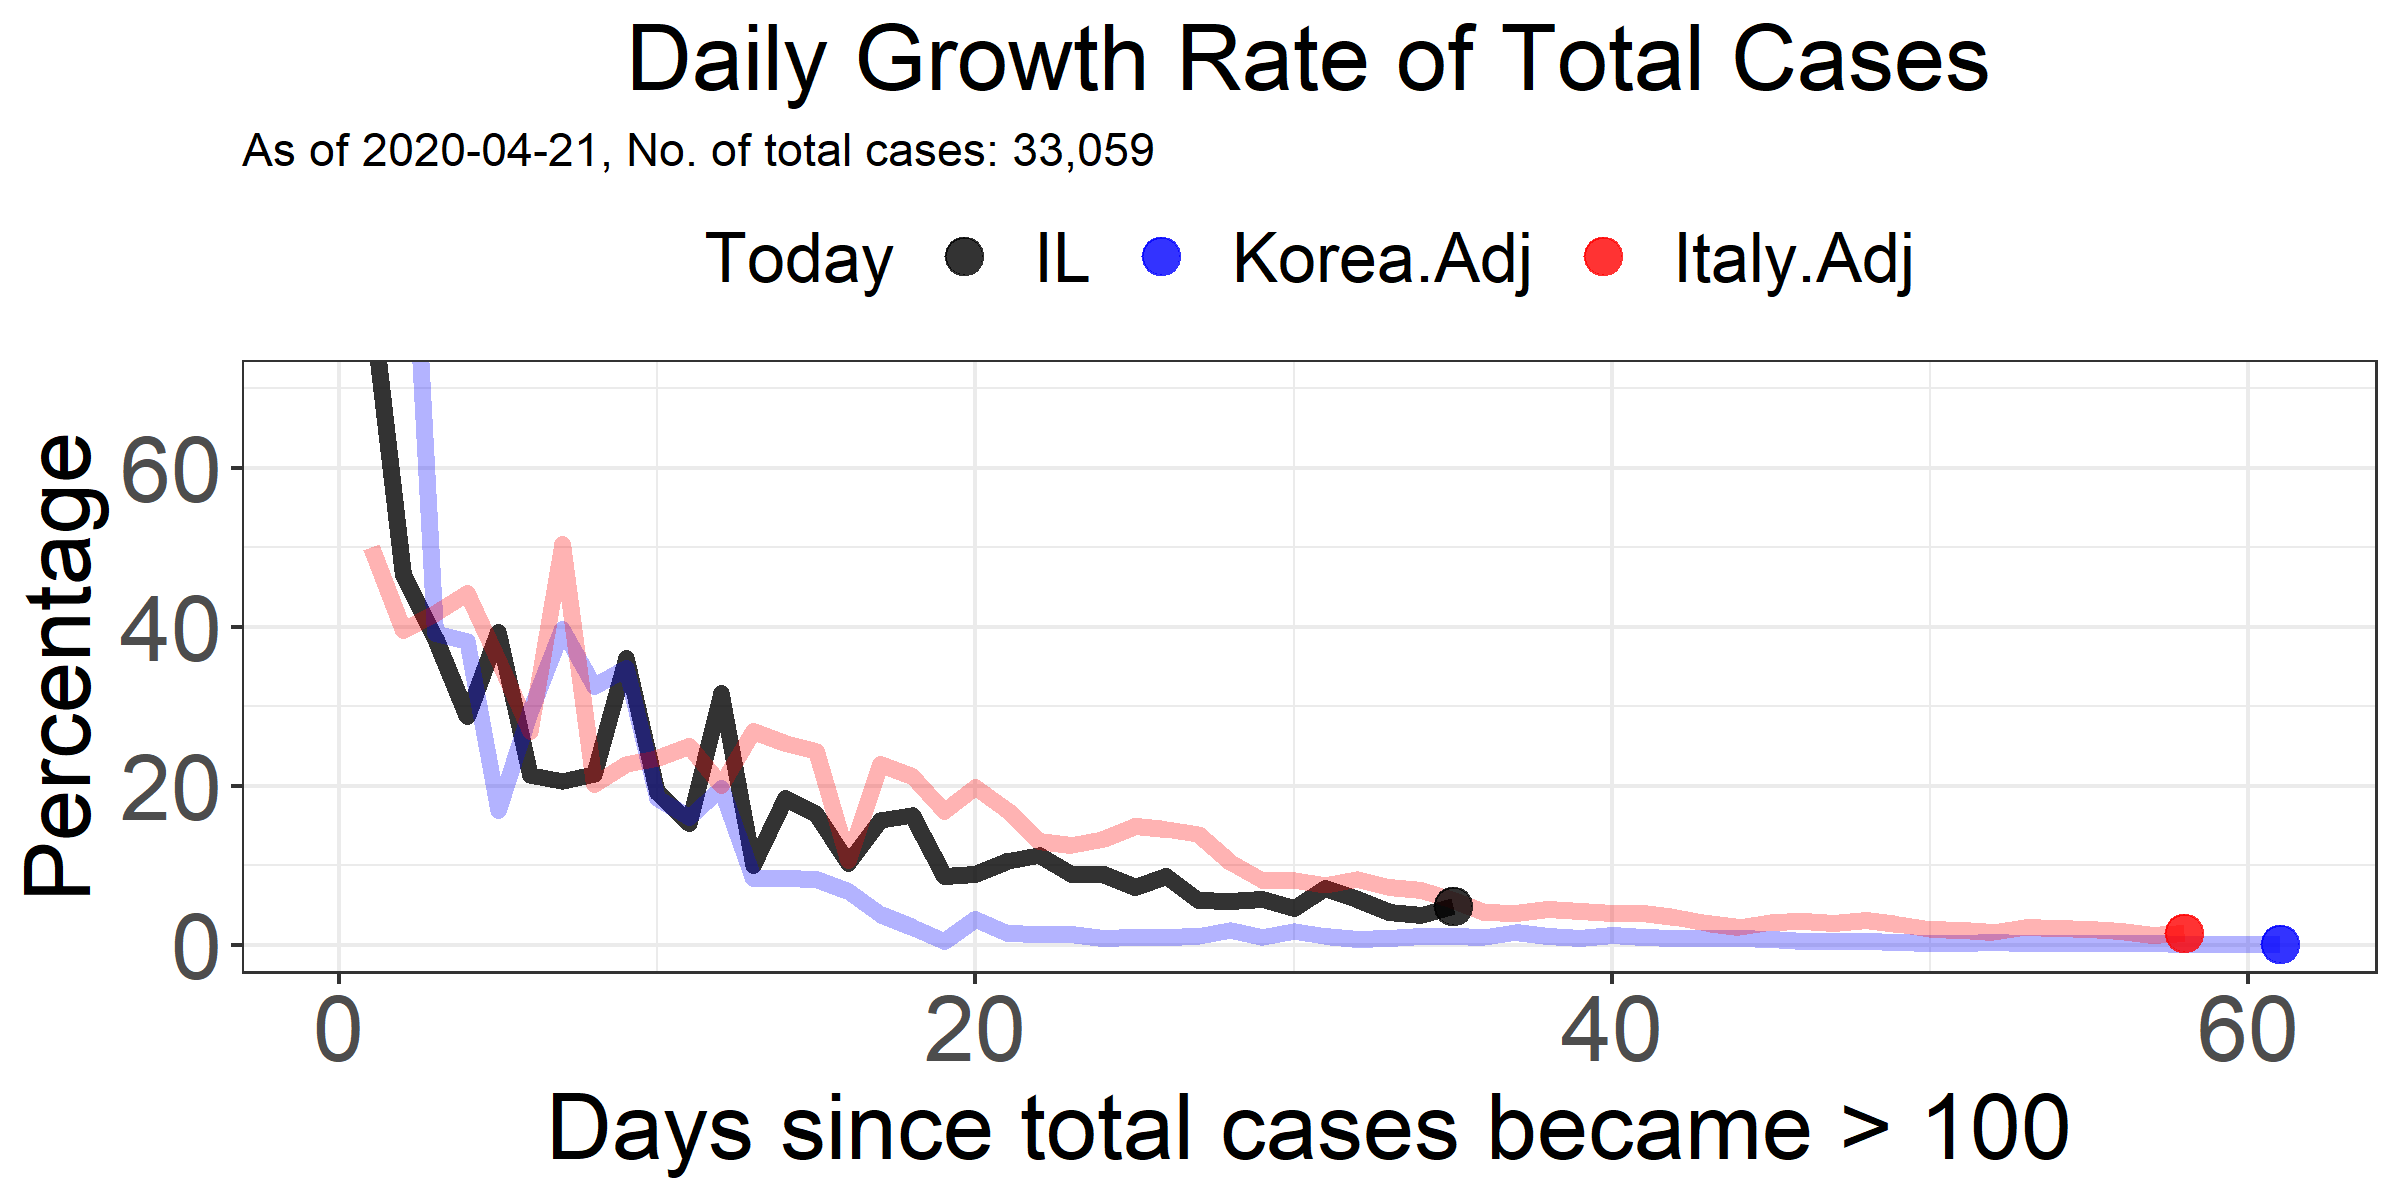 Daily Growth Rate of Total Cases
As of 2020-04-21, No. of total cases: 33,059
Today IL Korea.Adj Italy.Adj
Percentage
60
40
20
0
0 20 40 60
Days since total cases became > 100